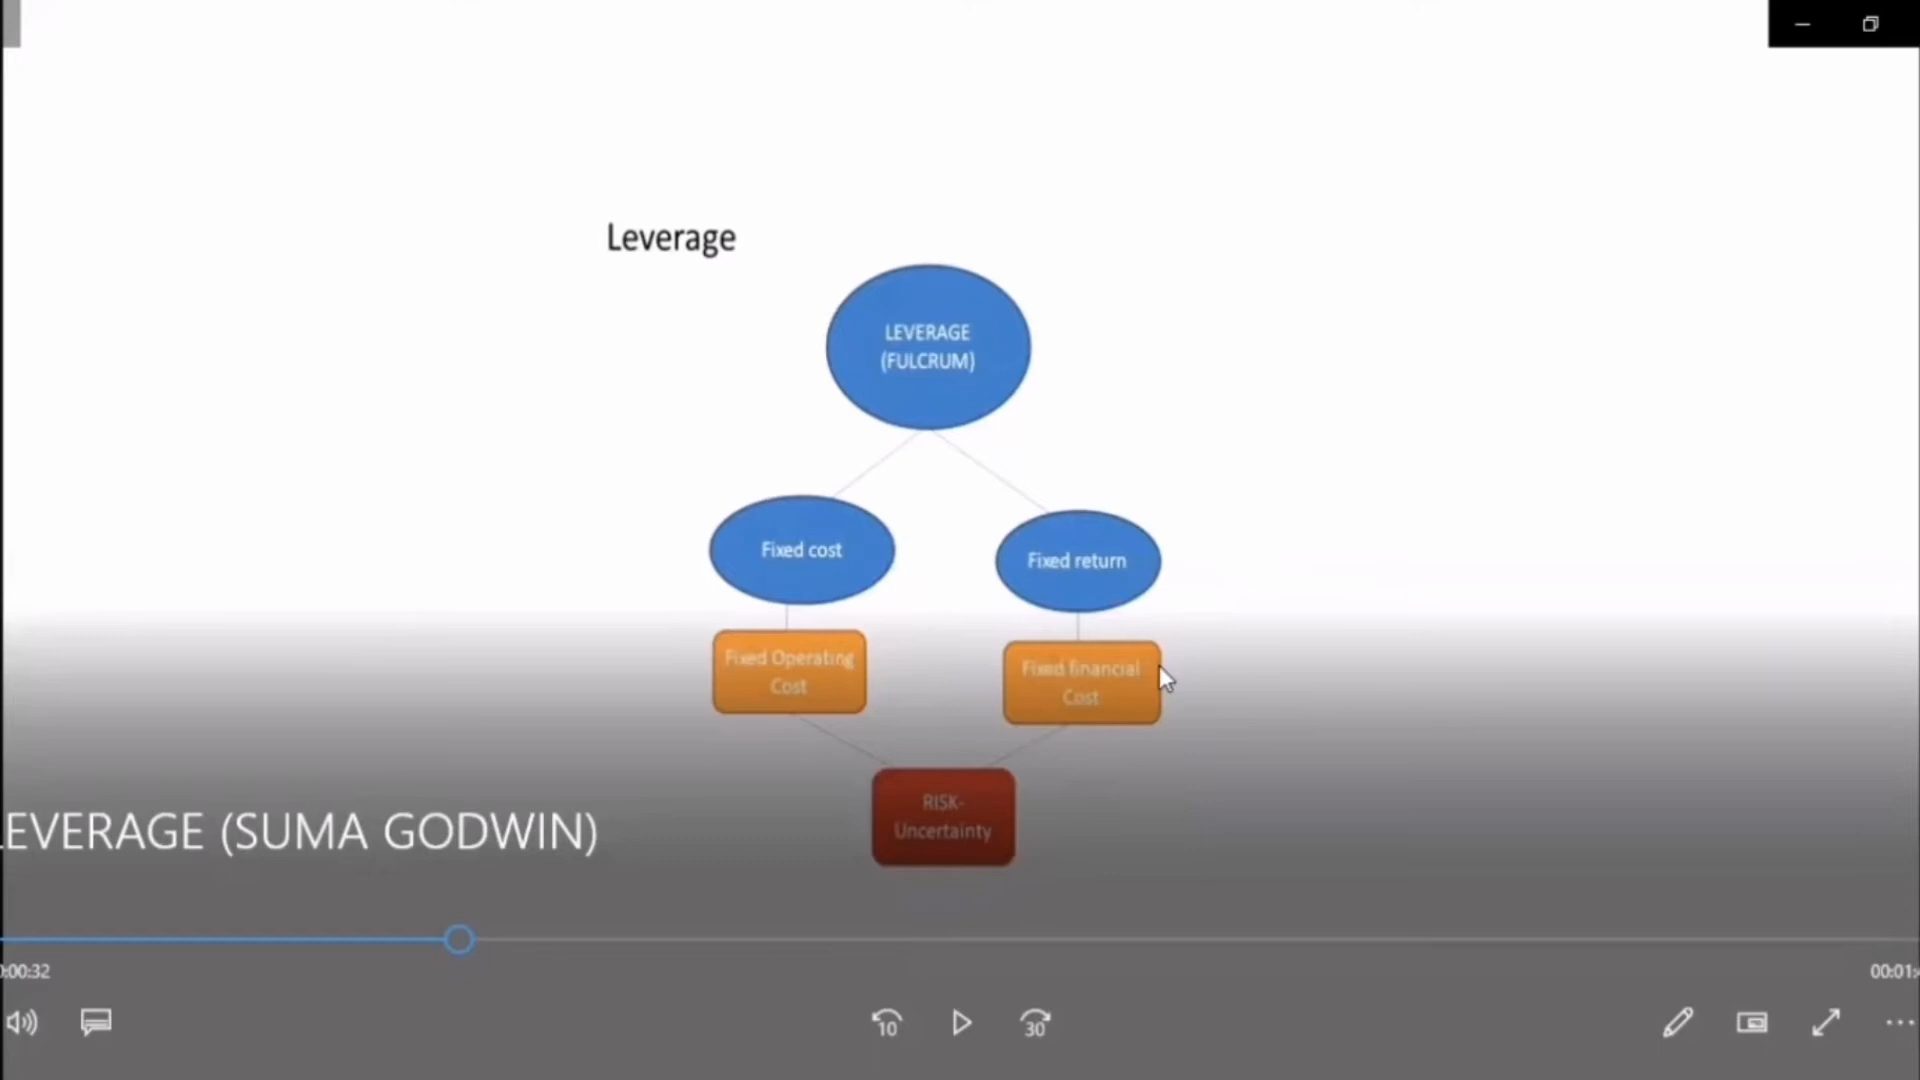 Leverage
LEVERAGE
(FULCRUM)
Fixed cost
Fixed return
Fixed Operating
Cost
Fixed financial
Cost
RISK-
Uncertainty
EVERAGE (SUMA GODWIN)
:00:32
00:01:
10
30